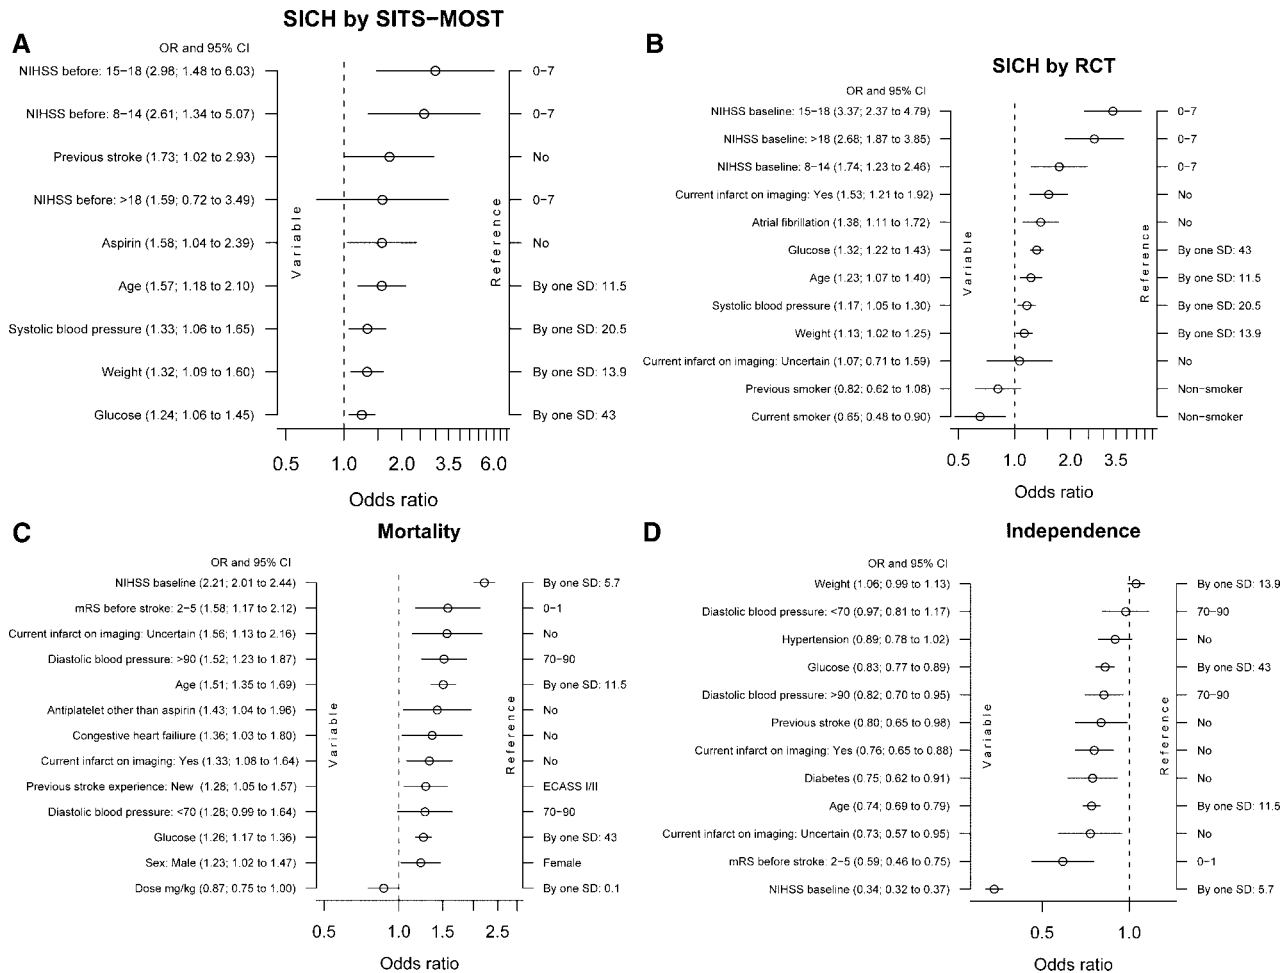 SICH by SITS−MOST
A
OR and 95% CI
NIHSS before: 15−18 (2.98; 1.48 to 6.03) 0−7
NIHSS before: 8−14 (2.61; 1.34 to 5.07) 0−7
Previous stroke (1.73; 1.02 to 2.93) No
NIHSS before: >18 (1.59; 0.72 to 3.49) 0−7
Aspirin (1.58; 1.04 to 2.39) No
Age (1.57; 1.18 to 2.10) By one SD: 11.5
Systolic blood pressure (1.33; 1.06 to 1.65) By one SD: 20.5
Weight (1.32; 1.09 to 1.60) By one SD: 13.9
Glucose (1.24; 1.06 to 1.45) By one SD: 43
Variable
Reference
0.5 1.0 2.0 3.5 6.0
Odds ratio
B
SICH by RCT
OR and 95% CI
NIHSS baseline: 15−18 (3.37; 2.37 to 4.79) 0−7
NIHSS baseline: >18 (2.68; 1.87 to 3.85) 0−7
NIHSS baseline: 8−14 (1.74; 1.23 to 2.46) 0−7
Current infarct on imaging: Yes (1.53; 1.21 to 1.92) No
Atrial fibrillation (1.38; 1.11 to 1.72) No
Glucose (1.32; 1.22 to 1.43) By one SD: 43
Age (1.23; 1.07 to 1.40) By one SD: 11.5
Systolic blood pressure (1.17; 1.05 to 1.30) By one SD: 20.5
Weight (1.13; 1.02 to 1.25) By one SD: 13.9
Current infarct on imaging: Uncertain (1.07; 0.71 to 1.59) No
Previous smoker (0.82; 0.62 to 1.08) Non−smoker
Current smoker (0.65; 0.48 to 0.90) Non−smoker
Variable
Reference
0.5 1.0 2.0 3.5
Odds ratio
C
Mortality
OR and 95% CI
NIHSS baseline (2.21; 2.01 to 2.44) By one SD: 5.7
mRS before stroke: 2−5 (1.58; 1.17 to 2.12) 0−1
Current infarct on imaging: Uncertain (1.56; 1.13 to 2.16) No
Diastolic blood pressure: >90 (1.52; 1.23 to 1.87) 70−90
Age (1.51; 1.35 to 1.69) By one SD: 11.5
Antiplatelet other than aspirin (1.43; 1.04 to 1.96) No
Congestive heart failiure (1.36; 1.03 to 1.80) No
Current infarct on imaging: Yes (1.33; 1.08 to 1.64) No
Previous stroke experience: New (1.28; 1.05 to 1.57) ECASS I/II
Diastolic blood pressure: <70 (1.28; 0.99 to 1.64) 70−90
Glucose (1.26; 1.17 to 1.36) By one SD: 43
Sex: Male (1.23; 1.02 to 1.47) Female
Dose mg/kg (0.87; 0.75 to 1.00) By one SD: 0.1
Variable
Reference
0.5 1.0 1.5 2.5
Odds ratio
D
Independence
OR and 95% CI
Weight (1.06; 0.99 to 1.13) By one SD: 13.9
Diastolic blood pressure: <70 (0.97; 0.81 to 1.17) 70−90
Hypertension (0.89; 0.78 to 1.02) No
Glucose (0.83; 0.77 to 0.89) By one SD: 43
Diastolic blood pressure: >90 (0.82; 0.70 to 0.95) 70−90
Previous stroke (0.80; 0.65 to 0.98) No
Current infarct on imaging: Yes (0.76; 0.65 to 0.88) No
Diabetes (0.75; 0.62 to 0.91) No
Age (0.74; 0.69 to 0.79) By one SD: 11.5
Current infarct on imaging: Uncertain (0.73; 0.57 to 0.95) No
mRS before stroke: 2−5 (0.59; 0.46 to 0.75) 0−1
NIHSS baseline (0.34; 0.32 to 0.37) By one SD: 5.7
Variable
Reference
0.5 1.0
Odds ratio